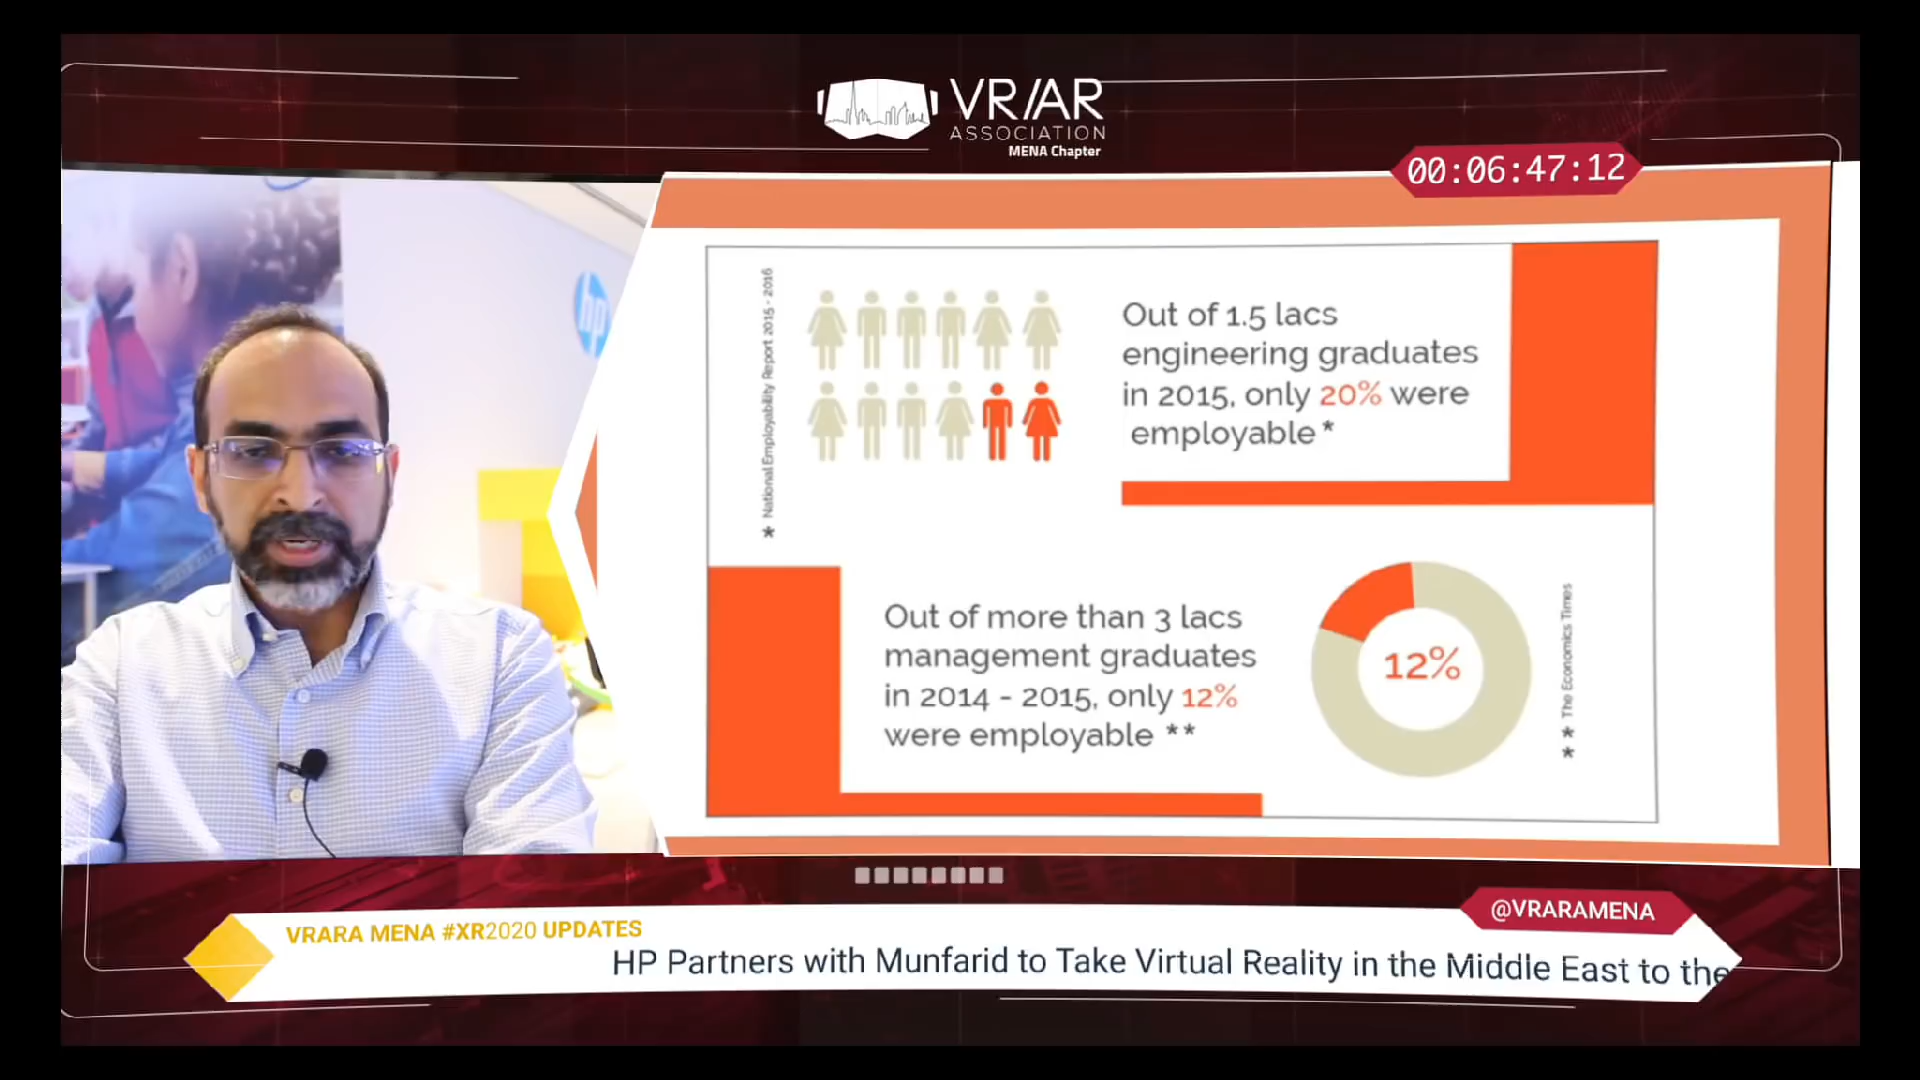 VR/AR
ASSOCIATION
MENA Chapter
00:06:47:12
hp
* National Employability Report 2015 - 2016
Out of 1.5 lacs
engineering graduates
in 2015, only 20% were
employable *
Out of more than 3 lacs
management graduates
in 2014 - 2015, only 12%
were employable **
12%
** The Economics Times
@VRARAMENA
VRARA MENA #XR2020 UPDATES
HP Partners with Munfarid to Take Virtual Reality in the Middle East to the